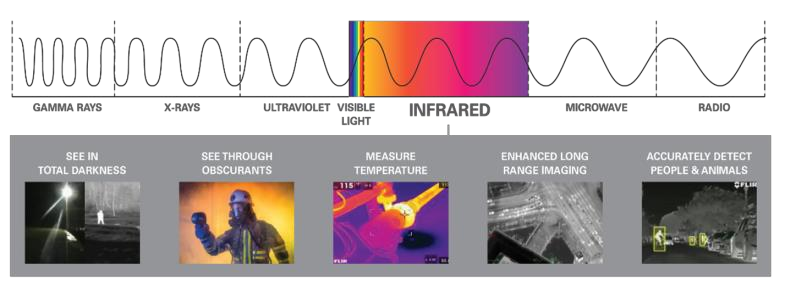 GAMMA RAYS
X-RAYS
ULTRAVIOLET
VISIBLE
LIGHT
INFRARED
MICROWAVE
RADIO
SEE IN
TOTAL DARKNESS
SEE THROUGH
OBSCURANTS
MEASURE
TEMPERATURE
ENHANCED LONG
RANGE IMAGING
ACCURATELY DETECT
PEOPLE & ANIMALS
115
FLIR
FLIR